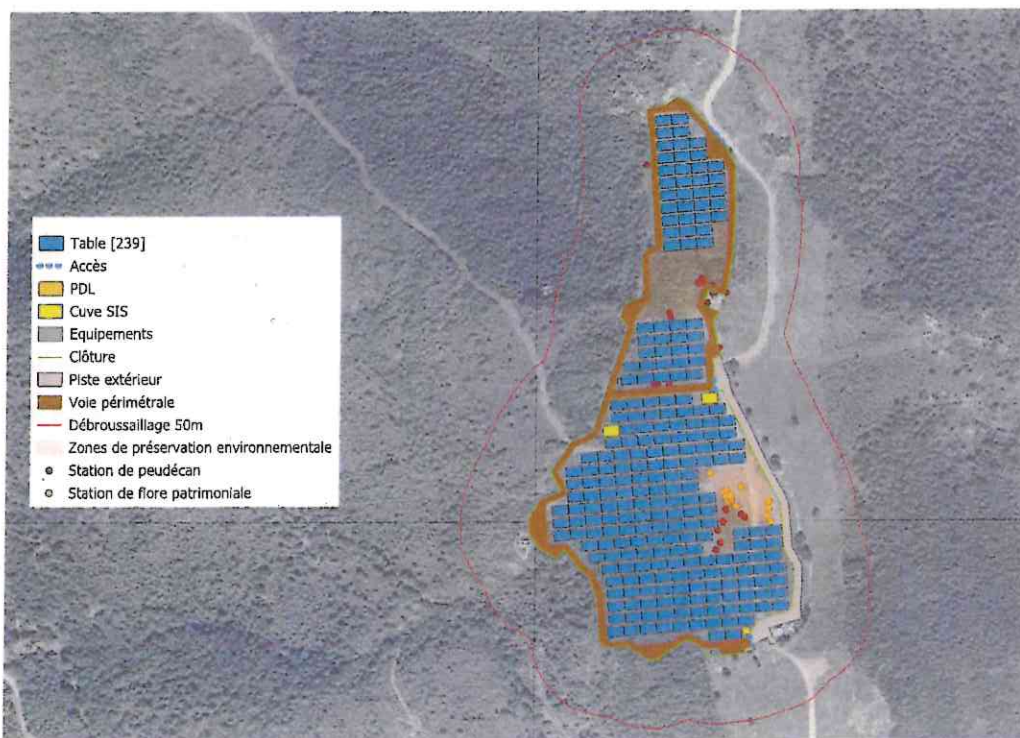 Table [239]
Accès
PDL
Cuve SIS
Equipements
Clôture
Piste extérieur
Voie périmétrale
Débroussaillage 50m
Zones de préservation environnementale
Station de peudécan
Station de flore patrimoniale